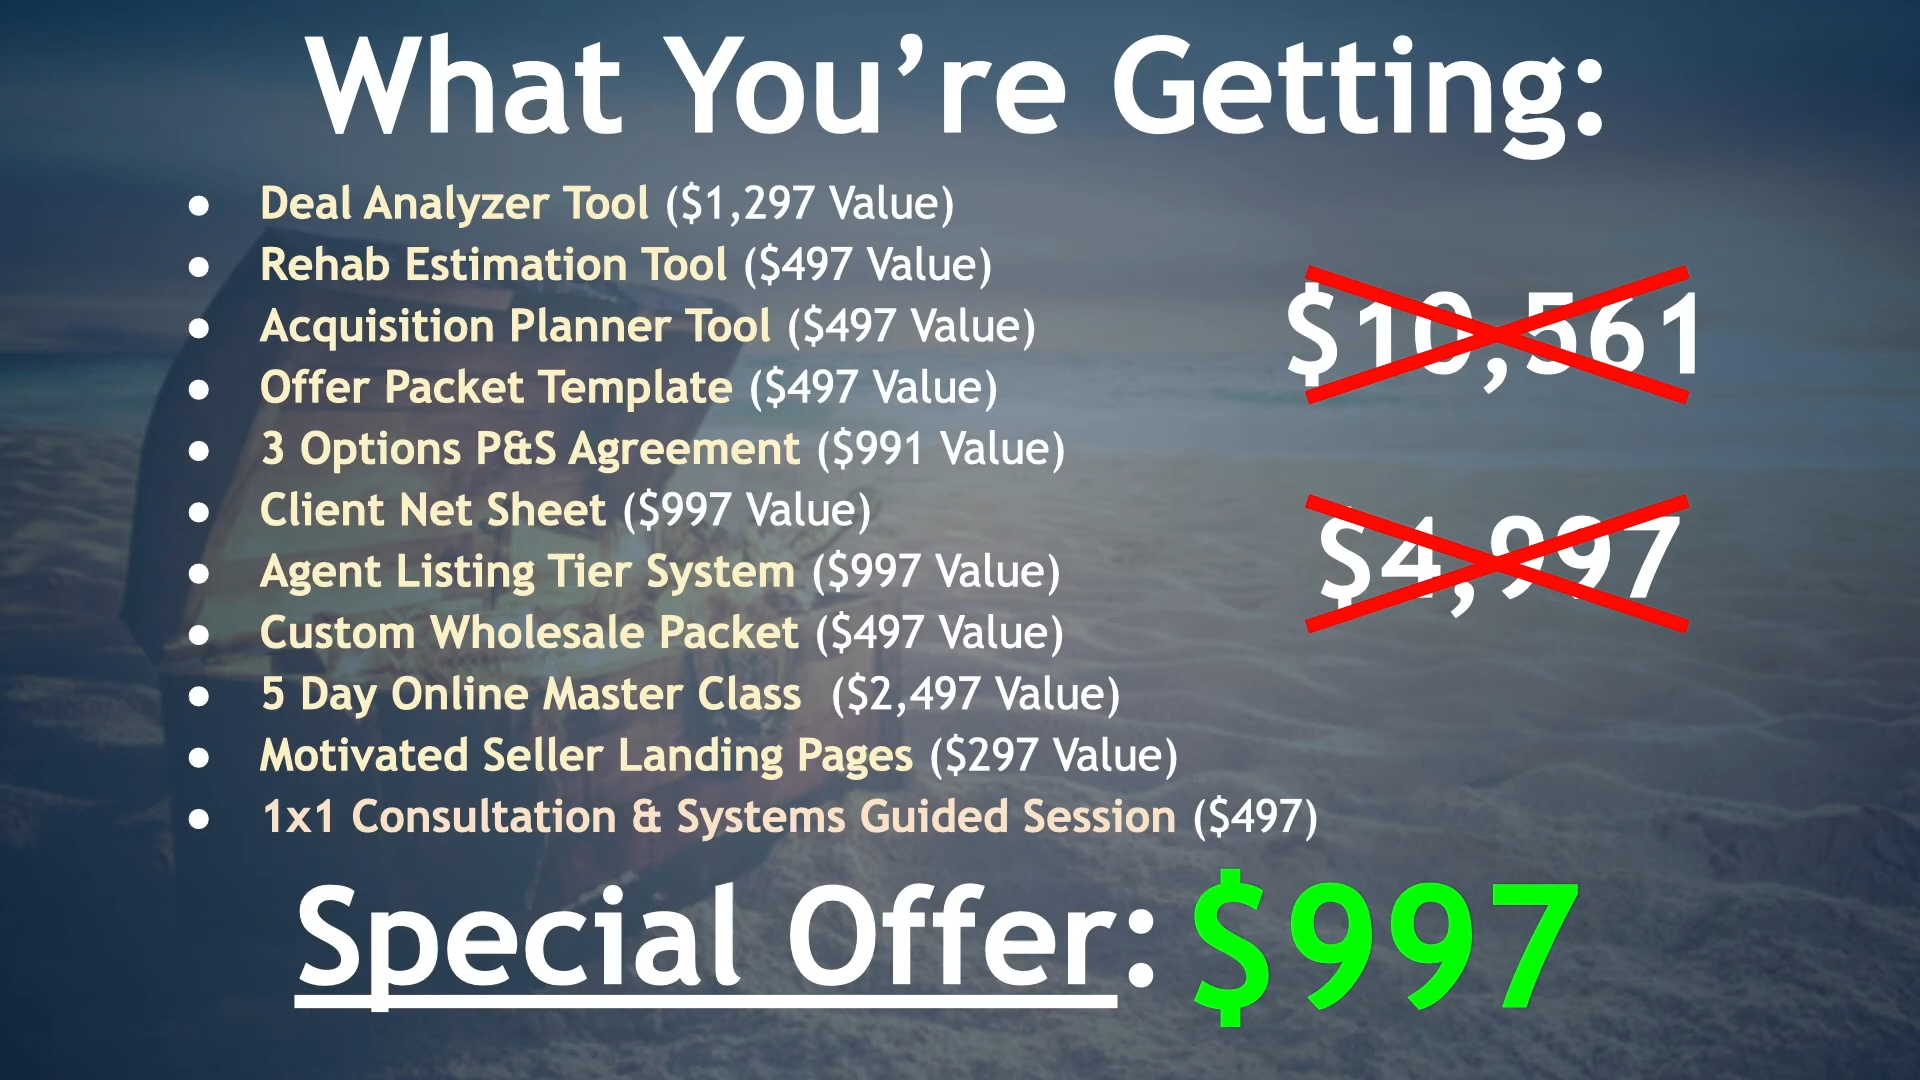 What You’re Getting:
● Deal Analyzer Tool ($1,297 Value)
● Rehab Estimation Tool ($497 Value)
● Acquisition Planner Tool ($497 Value)
● Offer Packet Template ($497 Value)
● 3 Options P&S Agreement ($991 Value)
● Client Net Sheet ($997 Value)
● Agent Listing Tier System ($997 Value)
● Custom Wholesale Packet ($497 Value)
● 5 Day Online Master Class ($2,497 Value)
● Motivated Seller Landing Pages ($297 Value)
● 1x1 Consultation & Systems Guided Session ($497)
$10,561
$4,997
Special Offer: $997